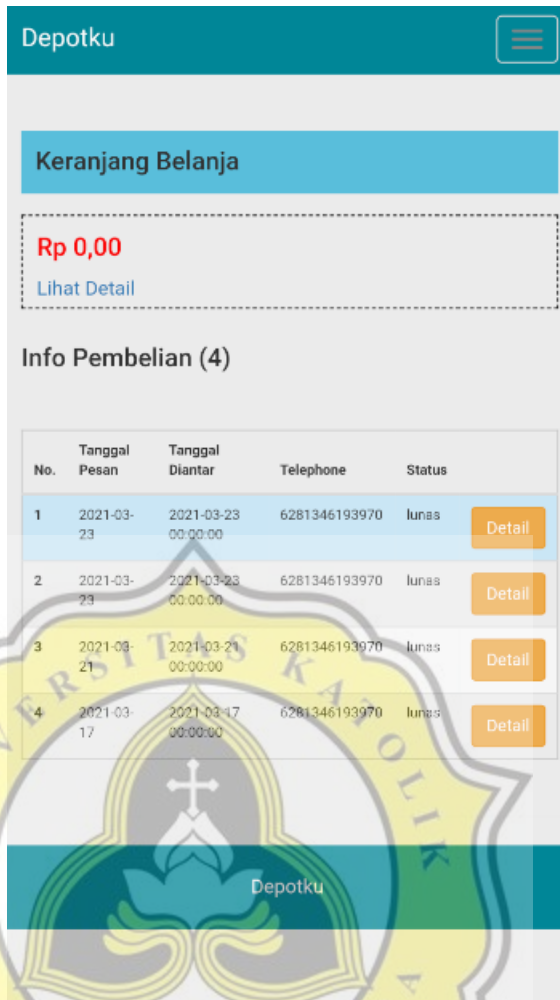 Depotku
Keranjang Belanja
Rp 0,00
Lihat Detail
Info Pembelian (4)
No. Tanggal Pesan Tanggal Diantar Telephone Status
1 2021-03-23 2021-03-23 00:00:00 6281346193970 lunas Detail
2 2021-03-23 2021-03-23 00:00:00 6281346193970 lunas Detail
3 2021-03-21 2021-03-21 00:00:00 6281346193970 lunas Detail
4 2021-03-17 2021-03-17 00:00:00 6281346193970 lunas Detail
KATOLIK
Depotku